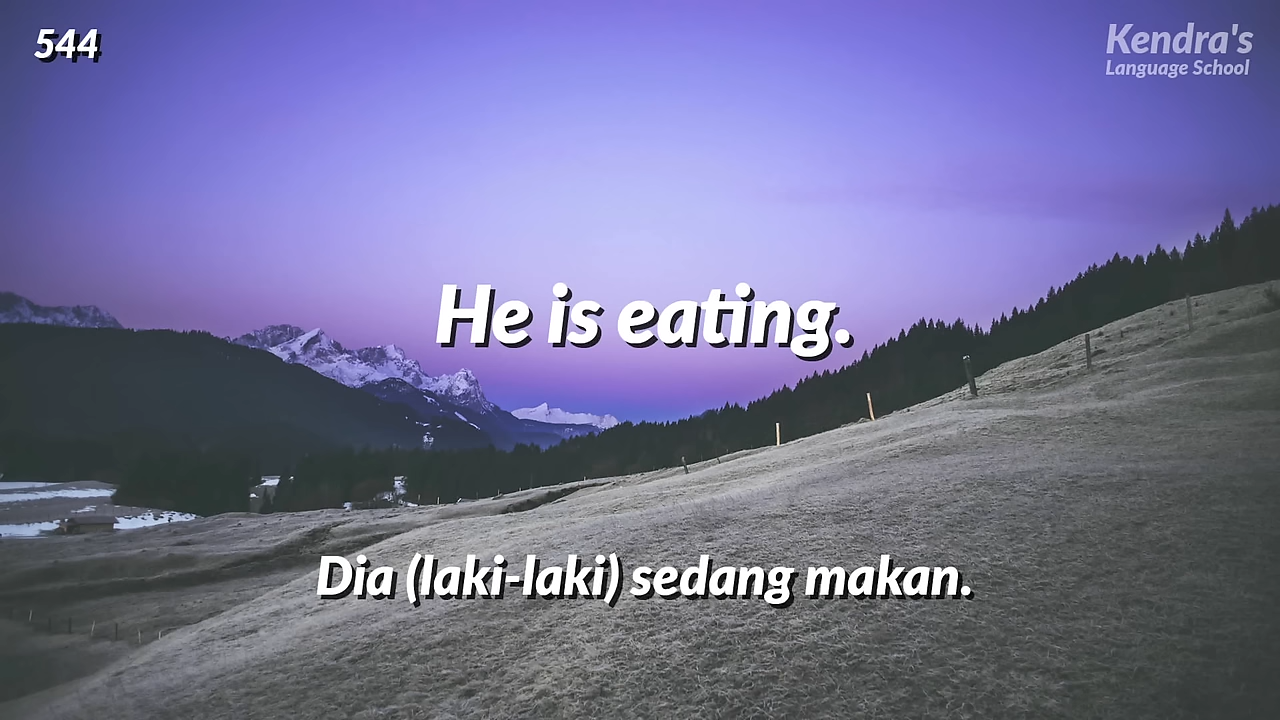 544
Kendra's
Language School
He is eating.
Dia (laki-laki) sedang makan.